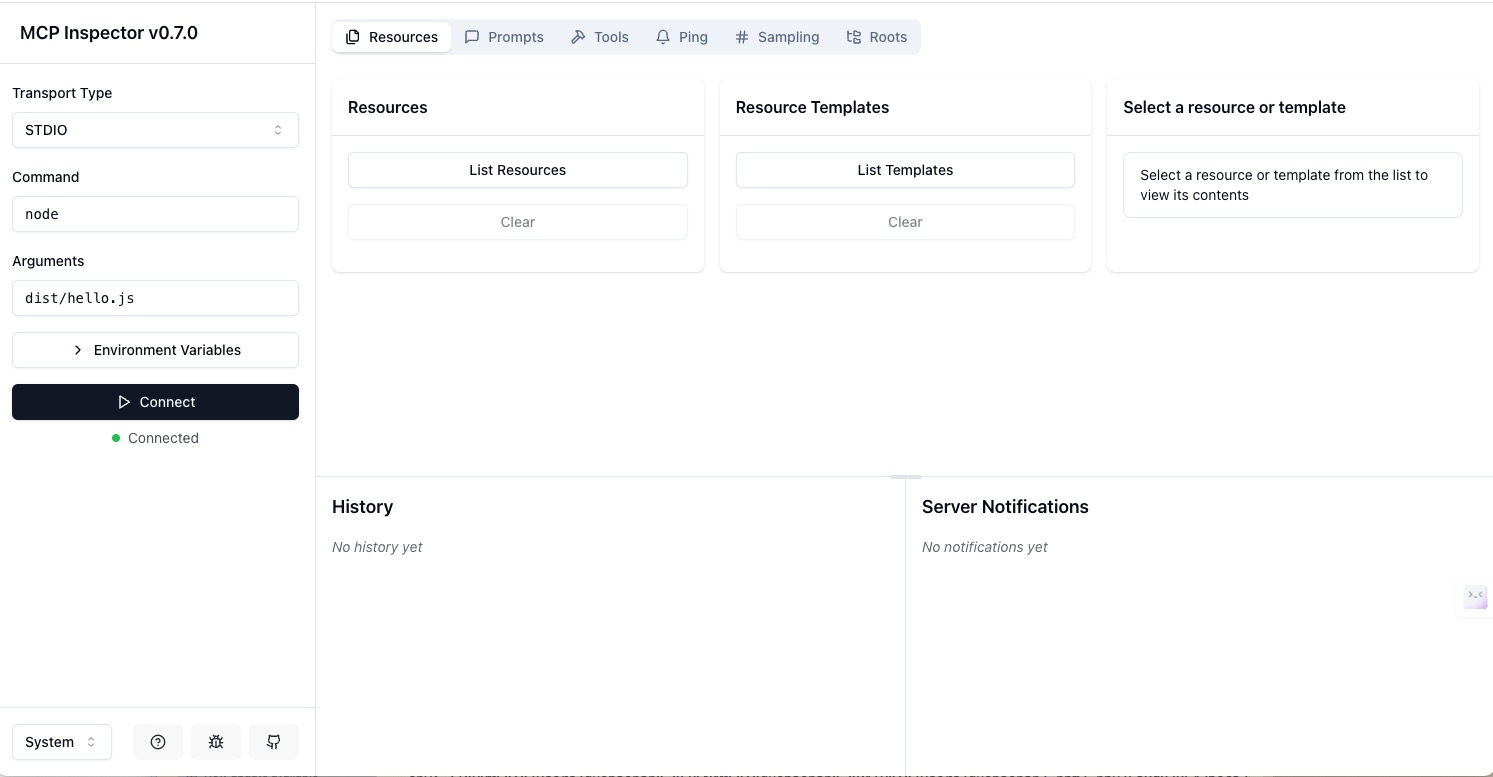 MCP Inspector v0.7.0
Transport Type
STDIO
Command
node
Arguments
dist/hello.js
Environment Variables
Connect
Connected
System
Resources
Prompts
Tools
Ping
Sampling
Roots
Resources
List Resources
Clear
Resource Templates
List Templates
Clear
Select a resource or template
Select a resource or template from the list to
view its contents
History
No history yet
Server Notifications
No notifications yet